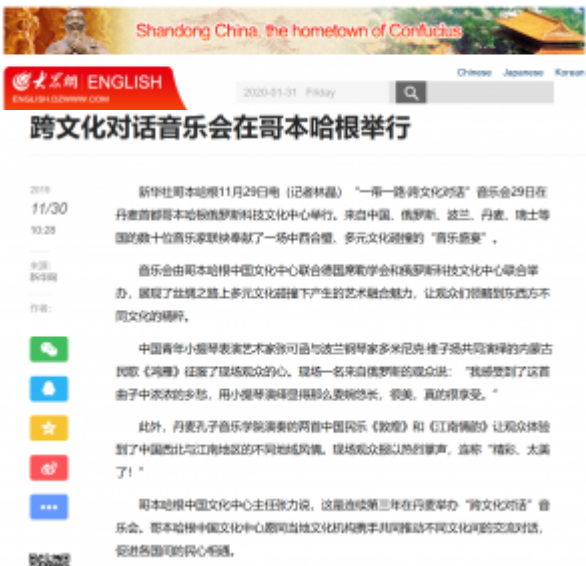 Shandong China, the hometown of Confucius
大众网 ENGLISH
ENGLISH.DZWWW.COM
Chinese Japanese Korean
2020-01-31 Friday
跨文化对话音乐会在哥本哈根举行
2019
11/30
10:28
来源:
新华网
作者:
新华社哥本哈根11月29日电（记者林晶）“一带一路·跨文化对话”音乐会29日在
丹麦首都哥本哈根俄罗斯科技文化中心举行。来自中国、俄罗斯、波兰、丹麦、瑞士等
国的数十位音乐家联袂奉献了一场中西合璧、多元文化碰撞的“音乐盛宴”。
音乐会由哥本哈根中国文化中心联合德国席勒学会和俄罗斯科技文化中心联合举
办，展现了丝绸之路上多元文化碰撞下产生的艺术融合魅力，让观众们领略到东西方不
同文化的精粹。
中国青年小提琴表演艺术家张可函与波兰钢琴家多米尼克·维子扬共同演绎的内蒙古
民歌《鸿雁》征服了现场观众的心。现场一名来自俄罗斯的观众说：“我感受到了这首
曲子中浓浓的乡愁，用小提琴演绎显得那么委婉悠长，很美，真的很享受。”
此外，丹麦孔子音乐学院演奏的两首中国民乐《敦煌》和《江南情韵》让观众体验
到了中国西北与江南地区的不同地域风情。现场观众报以热烈掌声，连称“精彩、太美
了！”
哥本哈根中国文化中心主任张力说，这是连续第三年在丹麦举办“跨文化对话”音
乐会。哥本哈根中国文化中心愿同当地文化机构携手共同推动不同文化间的交流对话，
促进各国间的民心相通。